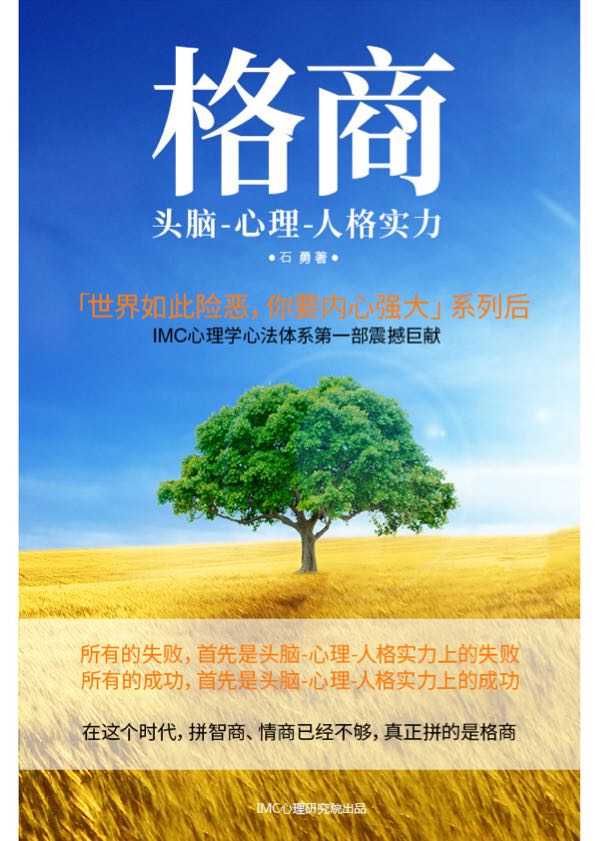 格商
头脑-心理-人格实力
●石 勇著●
「世界如此险恶，你要内心强大」系列后
IMC心理学心法体系第一部震撼巨献
所有的失败，首先是头脑-心理-人格实力上的失败
所有的成功，首先是头脑-心理-人格实力上的成功
在这个时代，拼智商、情商已经不够，真正拼的是格商
IMC心理研究院出品